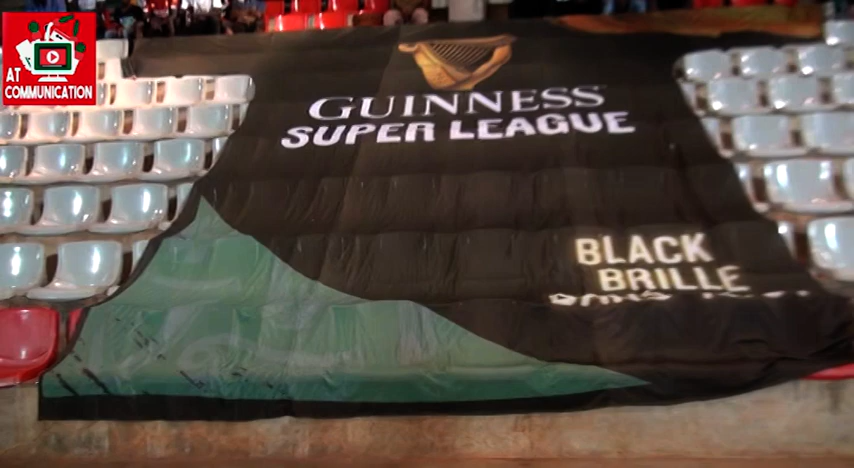 AT
COMMUNICATION
GUINNESS
SUPER LEAGUE
BLACK
BRILLE